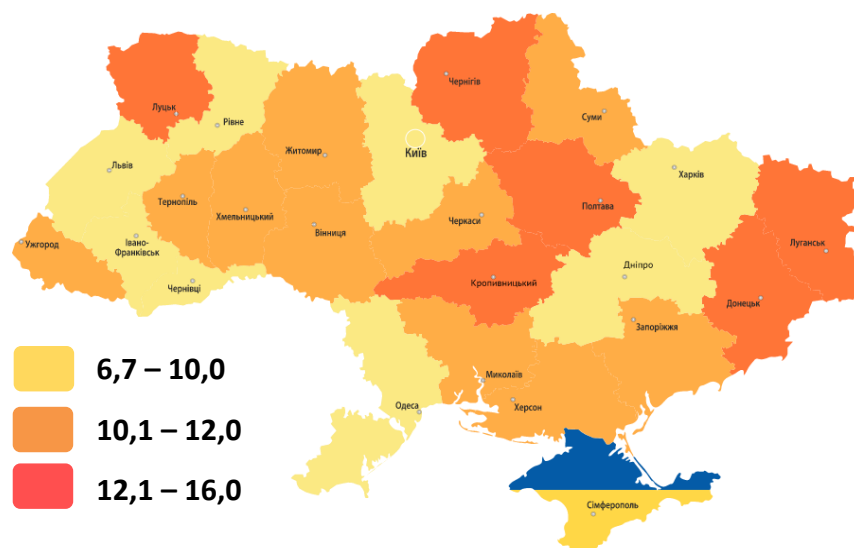 Чернігів
Луцьк
Суми
Рівне
Житомир
Київ
Львів
Харків
Тернопіль
Полтава
Хмельницький
Черкаси
Вінниця
Ужгород
Івано-
Франківськ
Луганськ
Дніпро
Чернівці
Кропивницький
Донецьк
Запоріжжя
6,7 – 10,0
Миколаїв
Херсон
Одеса
10,1 – 12,0
12,1 – 16,0
Сімферополь